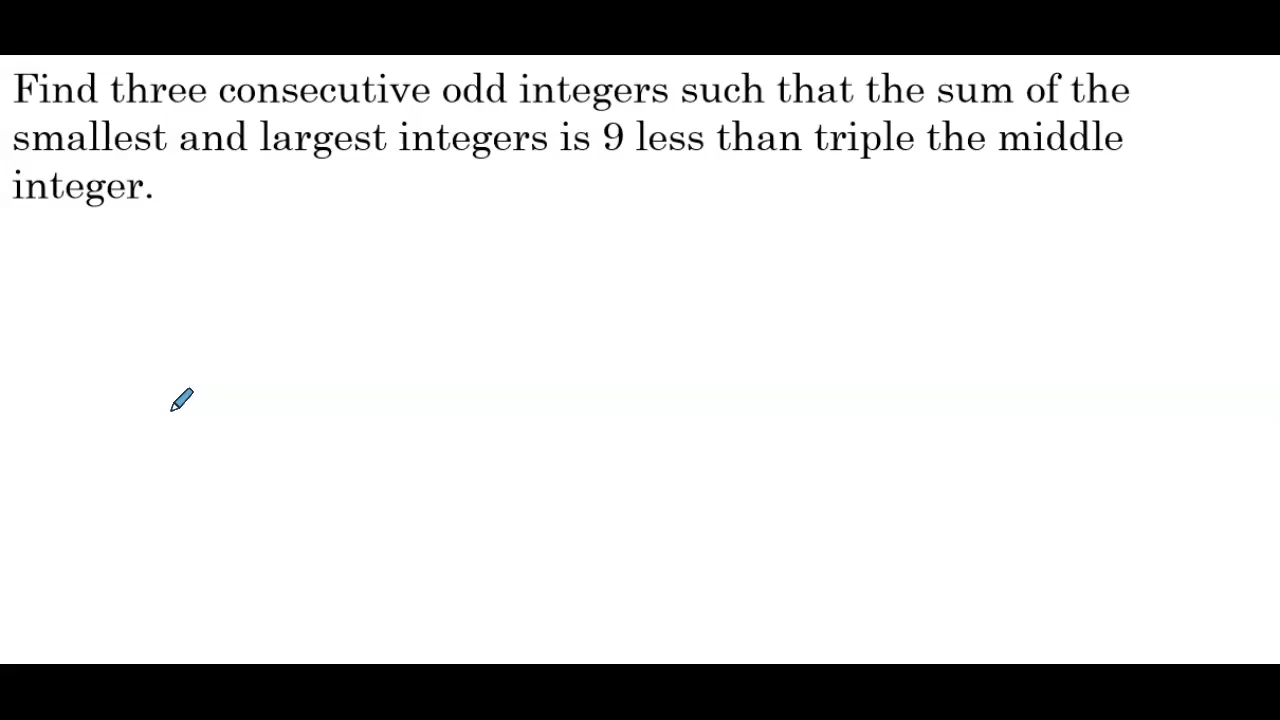 Find three consecutive odd integers such that the sum of the
smallest and largest integers is 9 less than triple the middle
integer.